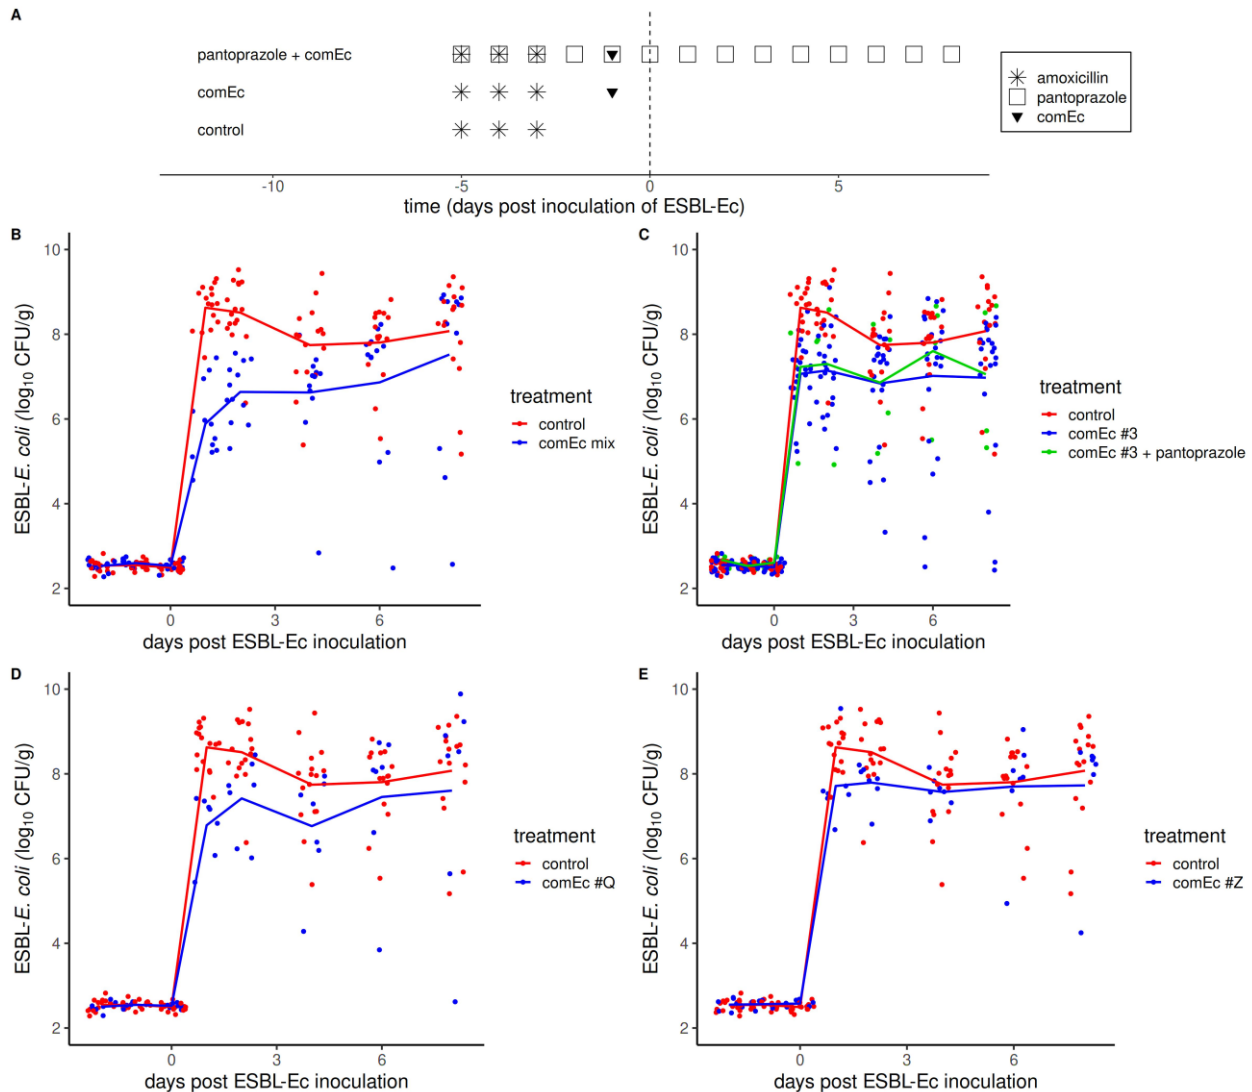 A
pantoprazole + comEc
comEc
control
amoxicillin
pantoprazole
comEc
-10 -5 0 5
time (days post inoculation of ESBL-Ec)
B
10
8
6
4
2
ESBL-E. coli (log10 CFU/g)
0 3 6
days post ESBL-Ec inoculation
treatment
control
comEc mix
C
10
8
6
4
2
ESBL-E. coli (log10 CFU/g)
0 3 6
days post ESBL-Ec inoculation
treatment
control
comEc #3
comEc #3 + pantoprazole
D
10
8
6
4
2
ESBL-E. coli (log10 CFU/g)
0 3 6
days post ESBL-Ec inoculation
treatment
control
comEc #Q
E
10
8
6
4
2
ESBL-E. coli (log10 CFU/g)
0 3 6
days post ESBL-Ec inoculation
treatment
control
comEc #Z